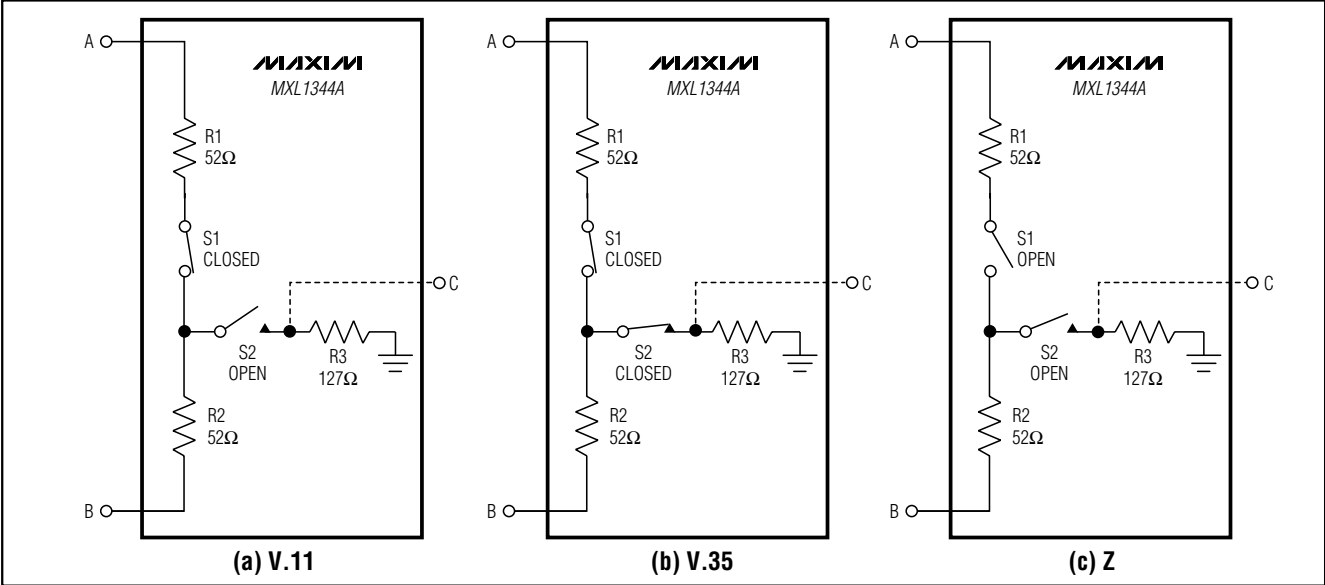 A
MAXIM
MXL1344A
R1
52Ω
S1
CLOSED
C
S2
OPEN
R3
127Ω
R2
52Ω
B
(a) V.11
A
MAXIM
MXL1344A
R1
52Ω
S1
CLOSED
C
S2
CLOSED
R3
127Ω
R2
52Ω
B
(b) V.35
A
MAXIM
MXL1344A
R1
52Ω
S1
OPEN
C
S2
OPEN
R3
127Ω
R2
52Ω
B
(c) Z